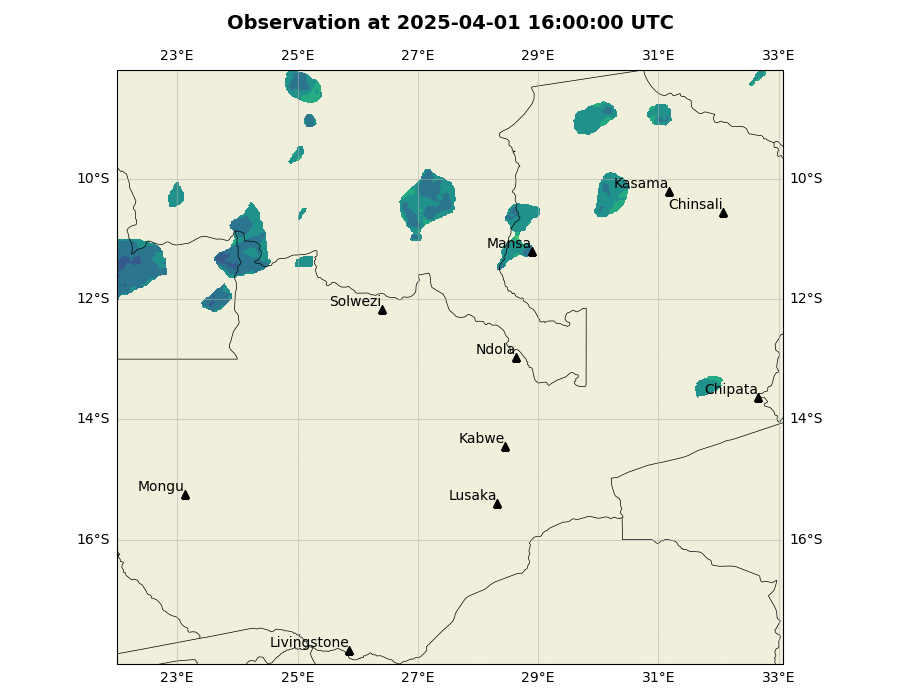 Observation at 2025-04-01 16:00:00 UTC
23°E 25°E 27°E 29°E 31°E 33°E
10°S 10°S
Kasama
Chinsali
Mansa
12°S 12°S
Solwezi
Ndola
Chipata
14°S 14°S
Kabwe
Mongu
Lusaka
16°S 16°S
Livingstone
23°E 25°E 27°E 29°E 31°E 33°E